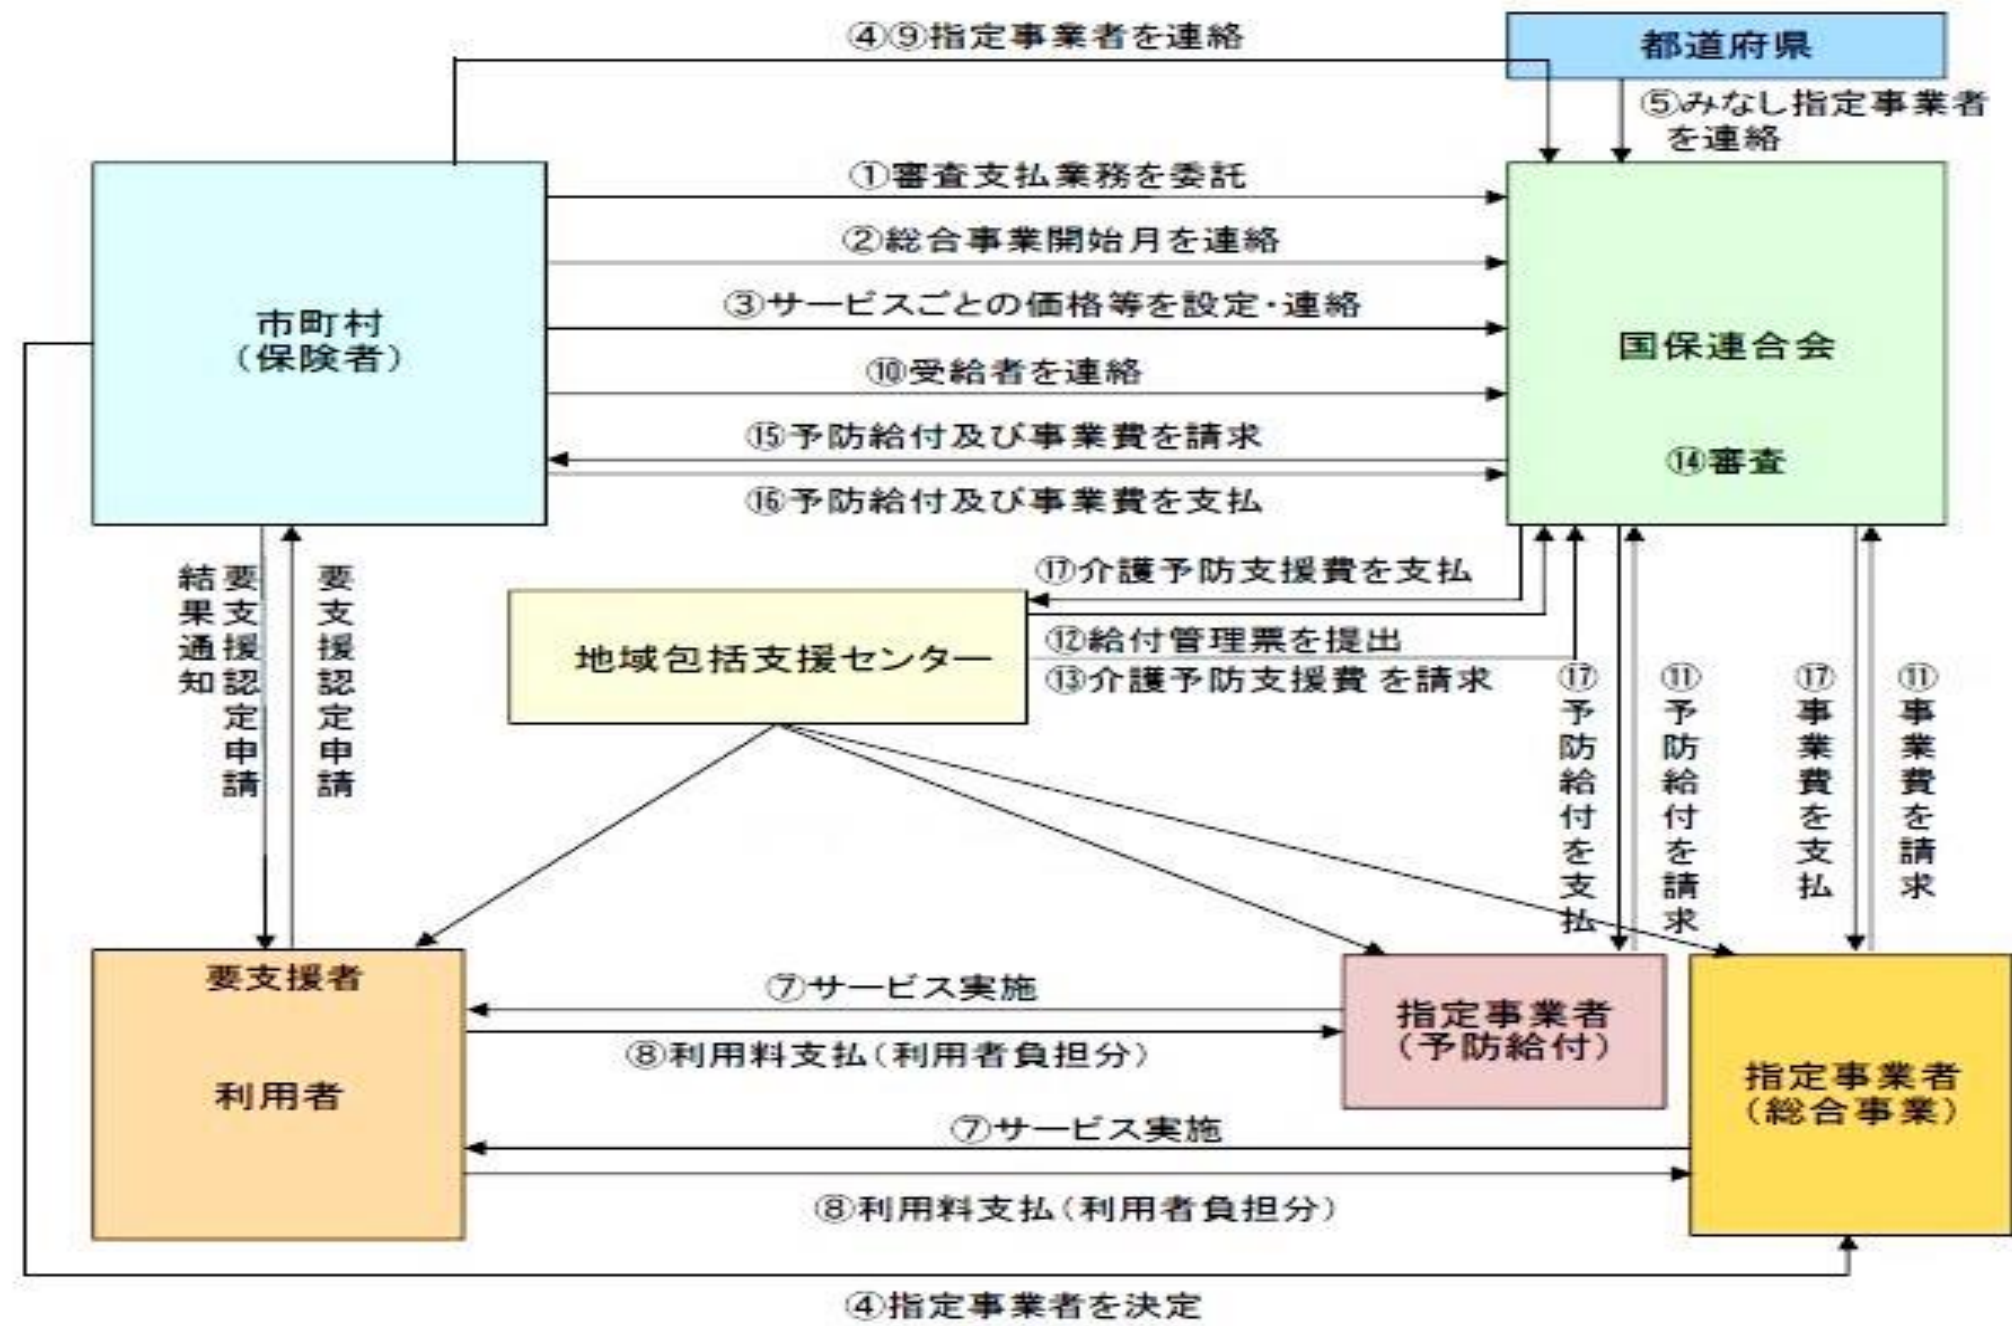 ④⑨指定事業者を連絡
都道府県
⑤みなし指定事業者
を連絡
①審査支払業務を委託
②総合事業開始月を連絡
③サービスごとの価格等を設定・連絡
市町村
（保険者）
国保連合会
⑩受給者を連絡
⑮予防給付及び事業費を請求
⑭審査
⑯予防給付及び事業費を支払
要支援認定申請
結果通知
要支援認定申請
⑰介護予防支援費を支払
地域包括支援センター
⑫給付管理票を提出
⑬介護予防支援費を請求
⑰予防給付を支払
⑪予防給付を請求
⑰事業費を支払
⑪事業費を請求
要支援者
利用者
⑦サービス実施
⑧利用料支払（利用者負担分）
指定事業者
（予防給付）
指定事業者
（総合事業）
⑦サービス実施
⑧利用料支払（利用者負担分）
④指定事業者を決定